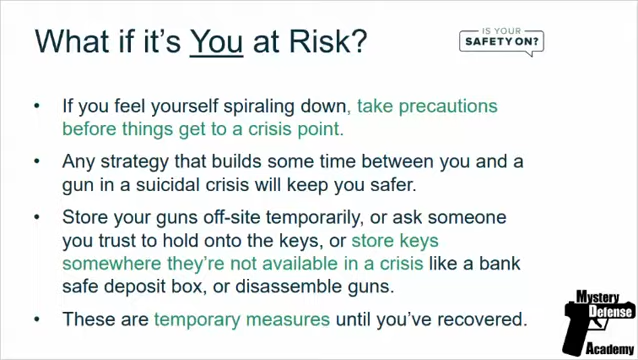 What if it's You at Risk?
IS YOUR
SAFETY ON?
• If you feel yourself spiraling down, take precautions
before things get to a crisis point.
• Any strategy that builds some time between you and a
gun in a suicidal crisis will keep you safer.
• Store your guns off-site temporarily, or ask someone
you trust to hold onto the keys, or store keys
somewhere they're not available in a crisis like a bank
safe deposit box, or disassemble guns.
• These are temporary measures until you've recovered.
Mystery
Defense
Academy